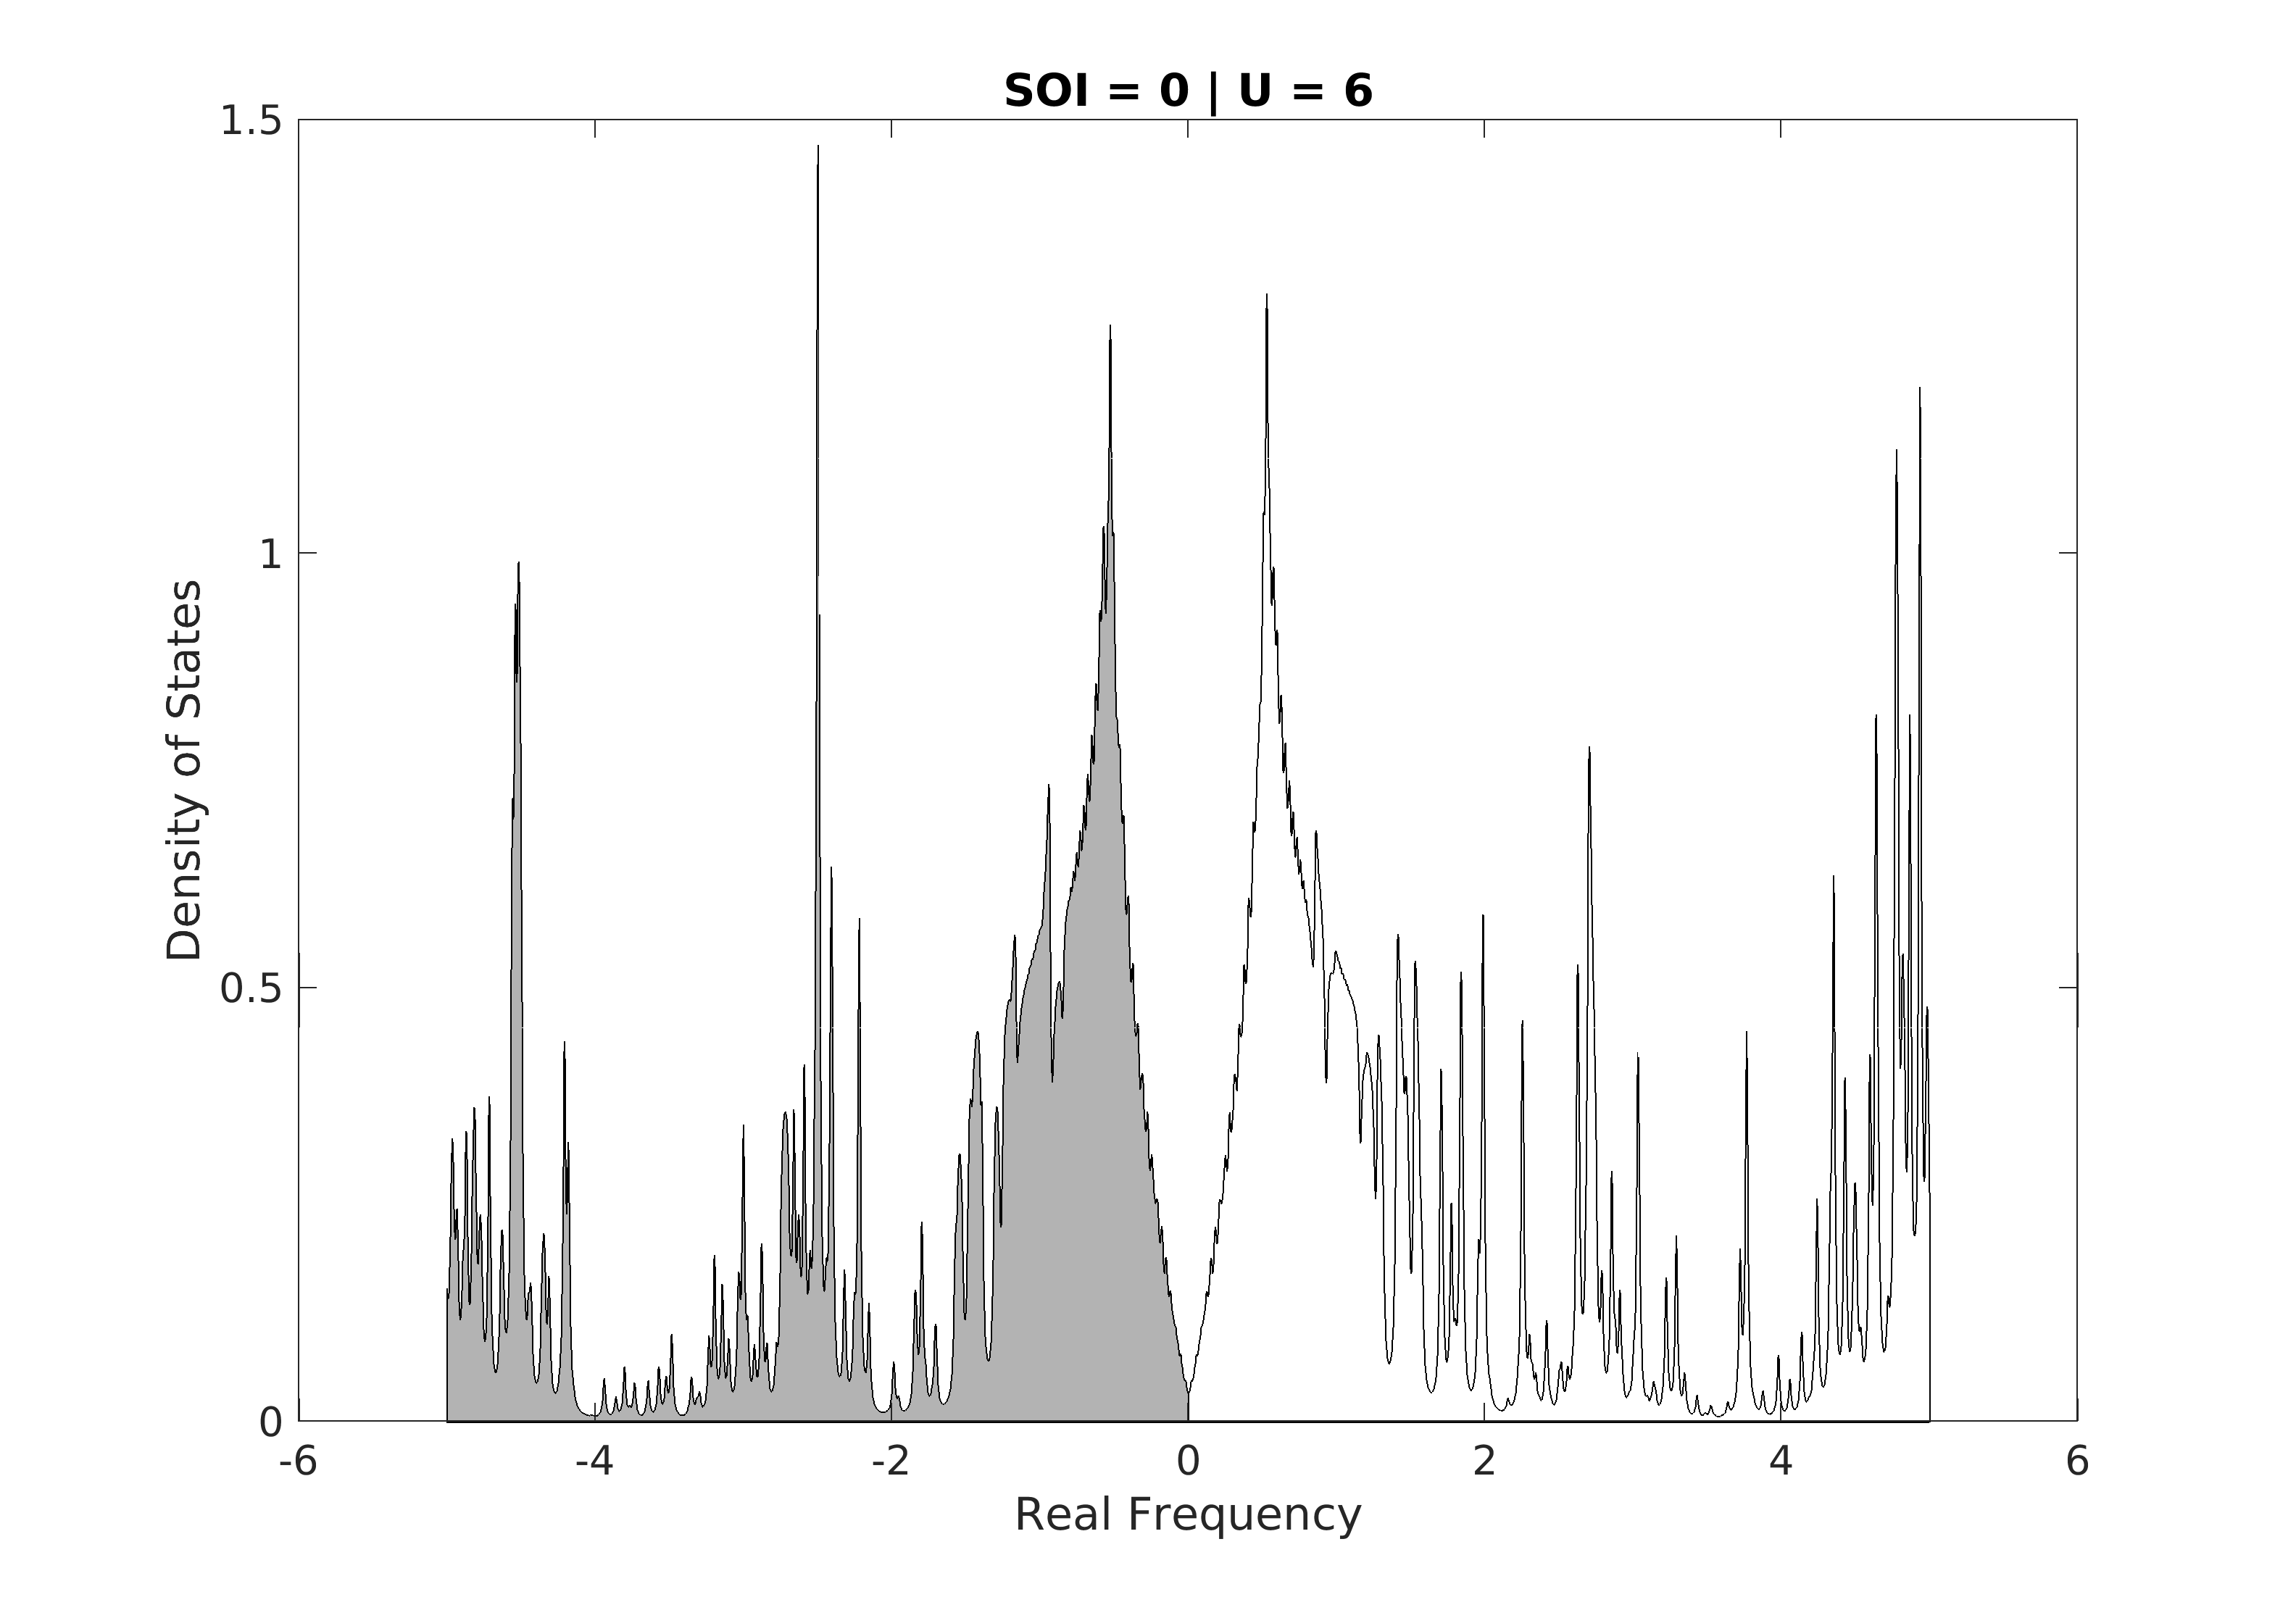 SOI = 0 | U = 6
1.5
1
0.5
0
Density of States
-6 -4 -2 0 2 4 6
Real Frequency